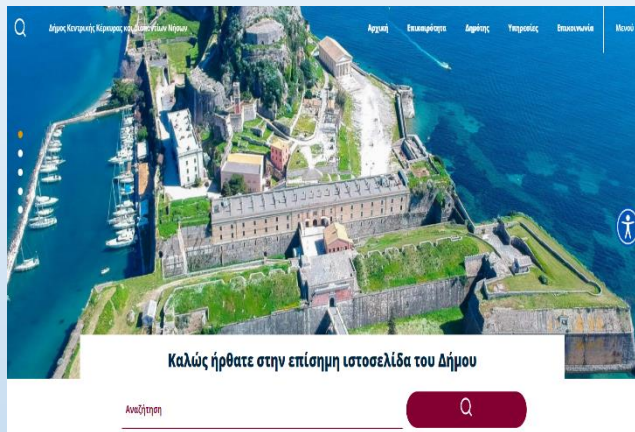 Δήμος Κεντρικής Κέρκυρας και Διαποντίων Νήσων
Αρχική Επικαιρότητα Δημότης Υπηρεσίες Επικοινωνία Μενού
Καλώς ήρθατε στην επίσημη ιστοσελίδα του Δήμου
Αναζήτηση